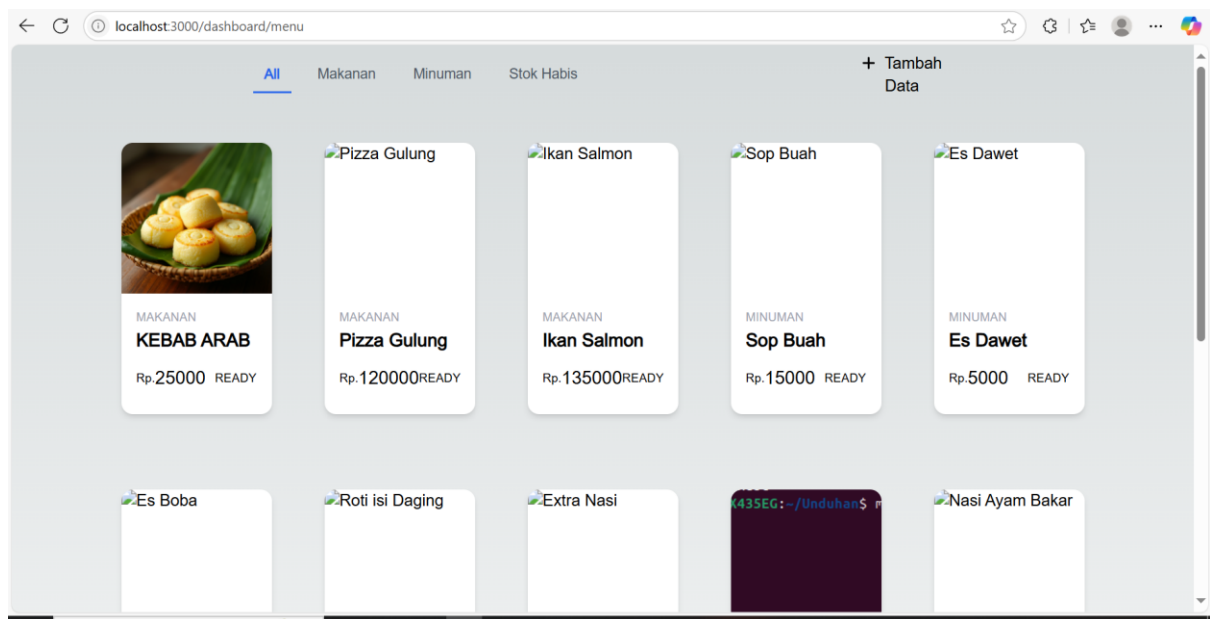 localhost:3000/dashboard/menu
All Makanan Minuman Stok Habis + Tambah
Data
Pizza Gulung Ikan Salmon Sop Buah Es Dawet
MAKANAN MAKANAN MAKANAN MINUMAN MINUMAN
KEBAB ARAB Pizza Gulung Ikan Salmon Sop Buah Es Dawet
Rp.25000 READY Rp.120000READY Rp.135000READY Rp.15000 READY Rp.5000 READY
Es Boba Roti isi Daging Extra Nasi K435EG:~/Unduhan$ Nasi Ayam Bakar